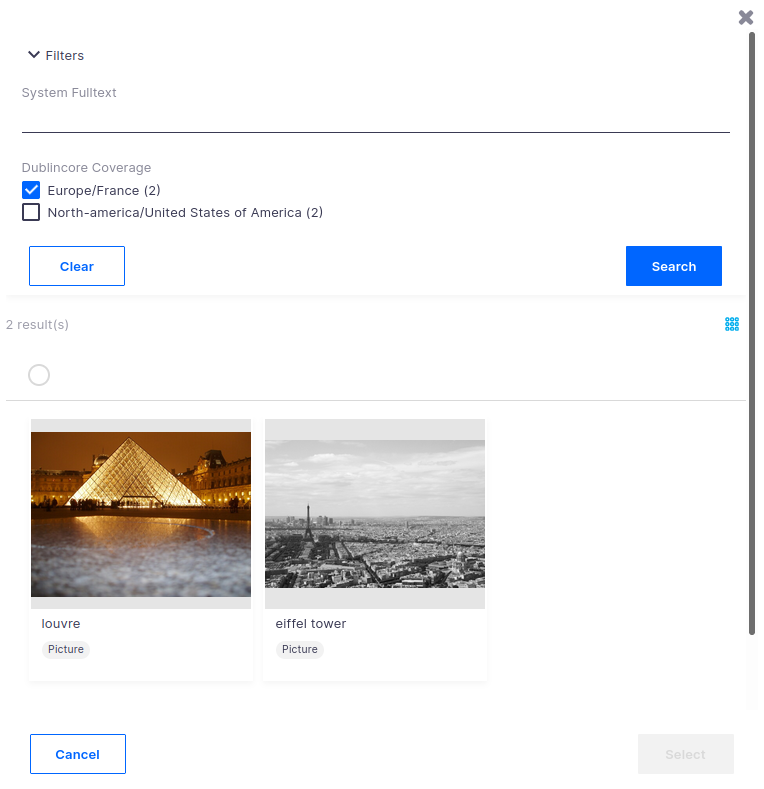 Filters
System Fulltext
Dublincore Coverage
Europe/France (2)
North-america/United States of America (2)
Clear
Search
2 result(s)
louvre
Picture
eiffel tower
Picture
Cancel
Select